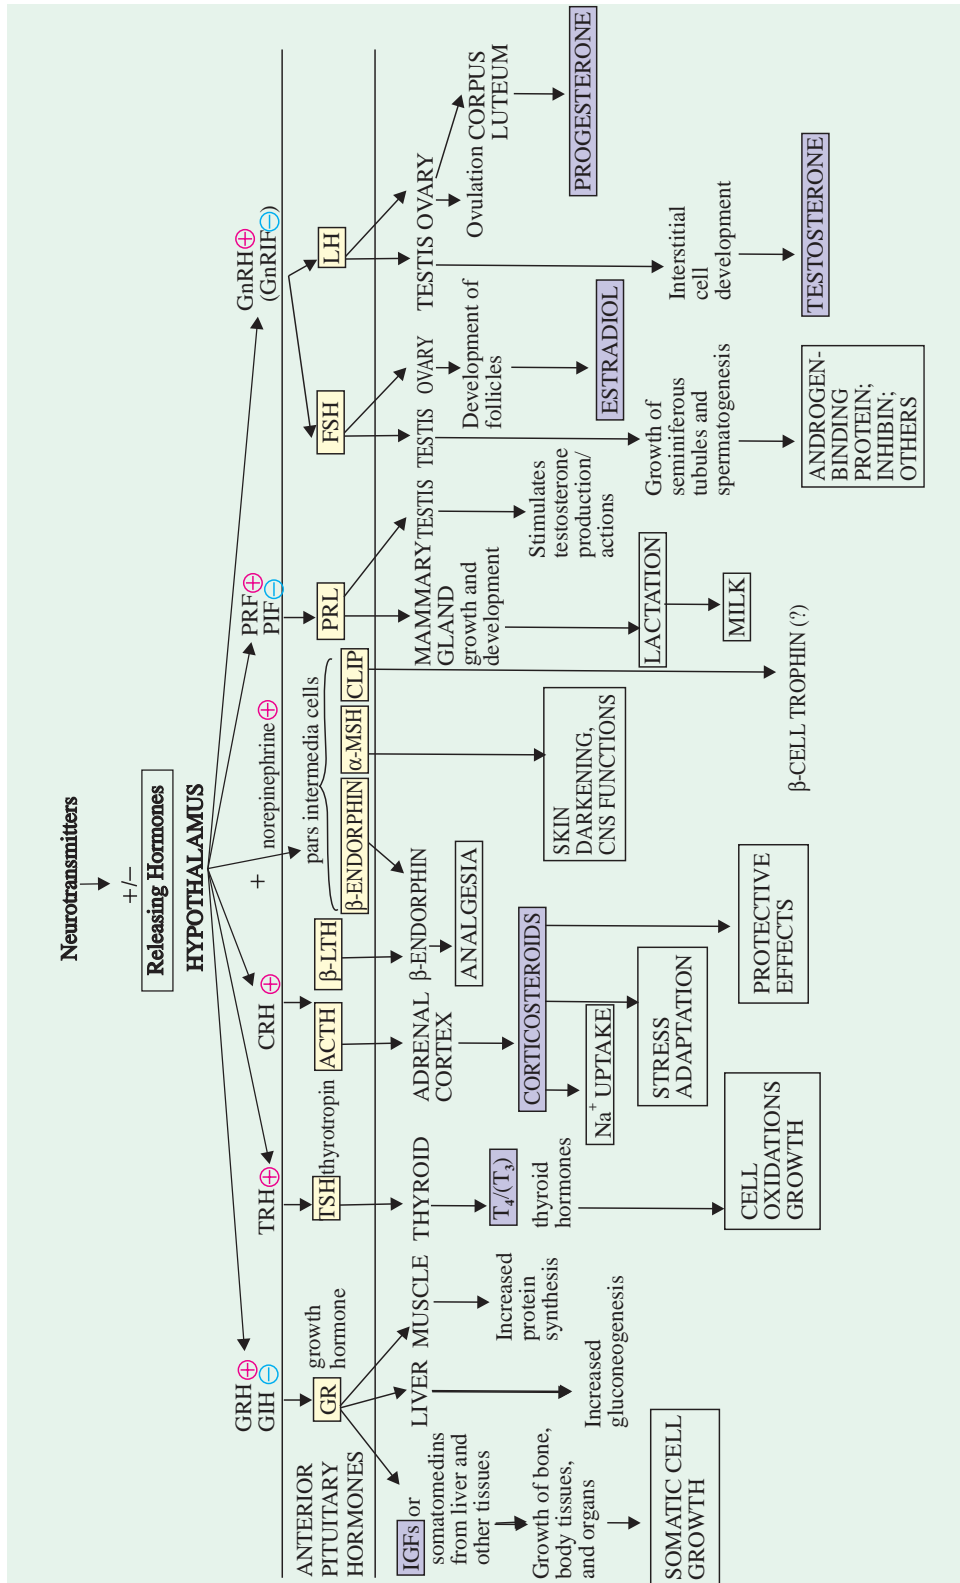 Neurotransmitters
+/–
Releasing Hormones
HYPOTHALAMUS
GRH ⊕
GIH ⊖
TRH ⊕
CRH ⊕
+
norepinephrine ⊕
PRF ⊕
PIF ⊖
GnRH ⊕
(GnRIF ⊖)
ANTERIOR
PITUITARY
HORMONES
GR
growth
hormone
TSH
thyrotropin
ACTH
β-LTH
pars intermedia cells
β-ENDORPHIN
α-MSH
CLIP
PRL
FSH
LH
IGFs or
somatomedins
from liver and
other tissues
Growth of bone,
body tissues,
and organs
SOMATIC CELL
GROWTH
LIVER
Increased
gluconeogenesis
MUSCLE
Increased
protein
synthesis
THYROID
T₄/(T₃)
thyroid
hormones
CELL
OXIDATIONS
GROWTH
ADRENAL
CORTEX
CORTICOSTEROIDS
Na⁺ UPTAKE
STRESS
ADAPTATION
PROTECTIVE
EFFECTS
β-ENDORPHIN
ANALGESIA
SKIN
DARKENING,
CNS FUNCTIONS
β-CELL TROPHIN (?)
MAMMARY
GLAND
growth and
development
LACTATION
MILK
TESTIS
Stimulates
testosterone
production/
actions
TESTIS
Growth of
seminiferous
tubules and
spermatogenesis
ANDROGEN-
BINDING
PROTEIN;
INHIBIN;
OTHERS
OVARY
Development of
follicles
ESTRADIOL
TESTIS
Interstitial
cell
development
TESTOSTERONE
OVARY
Ovulation
CORPUS
LUTEUM
PROGESTERONE